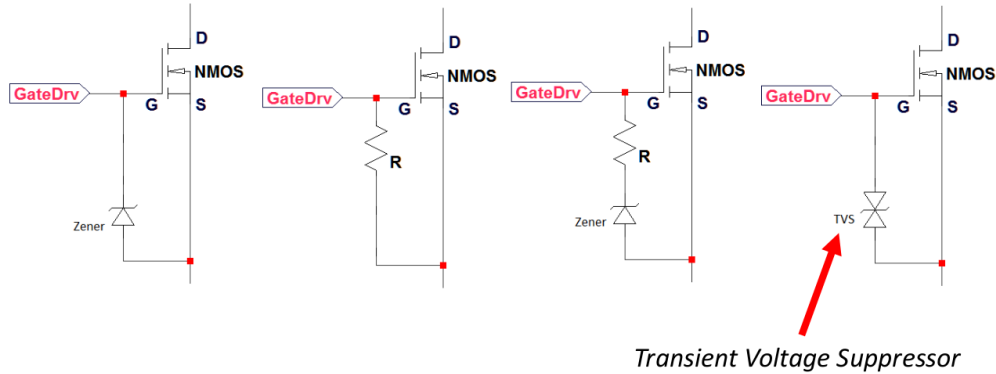 D
NMOS
GateDrv
G
S
Zener
D
NMOS
GateDrv
G
S
R
D
NMOS
GateDrv
G
S
R
Zener
D
NMOS
GateDrv
G
S
TVS
Transient Voltage Suppressor